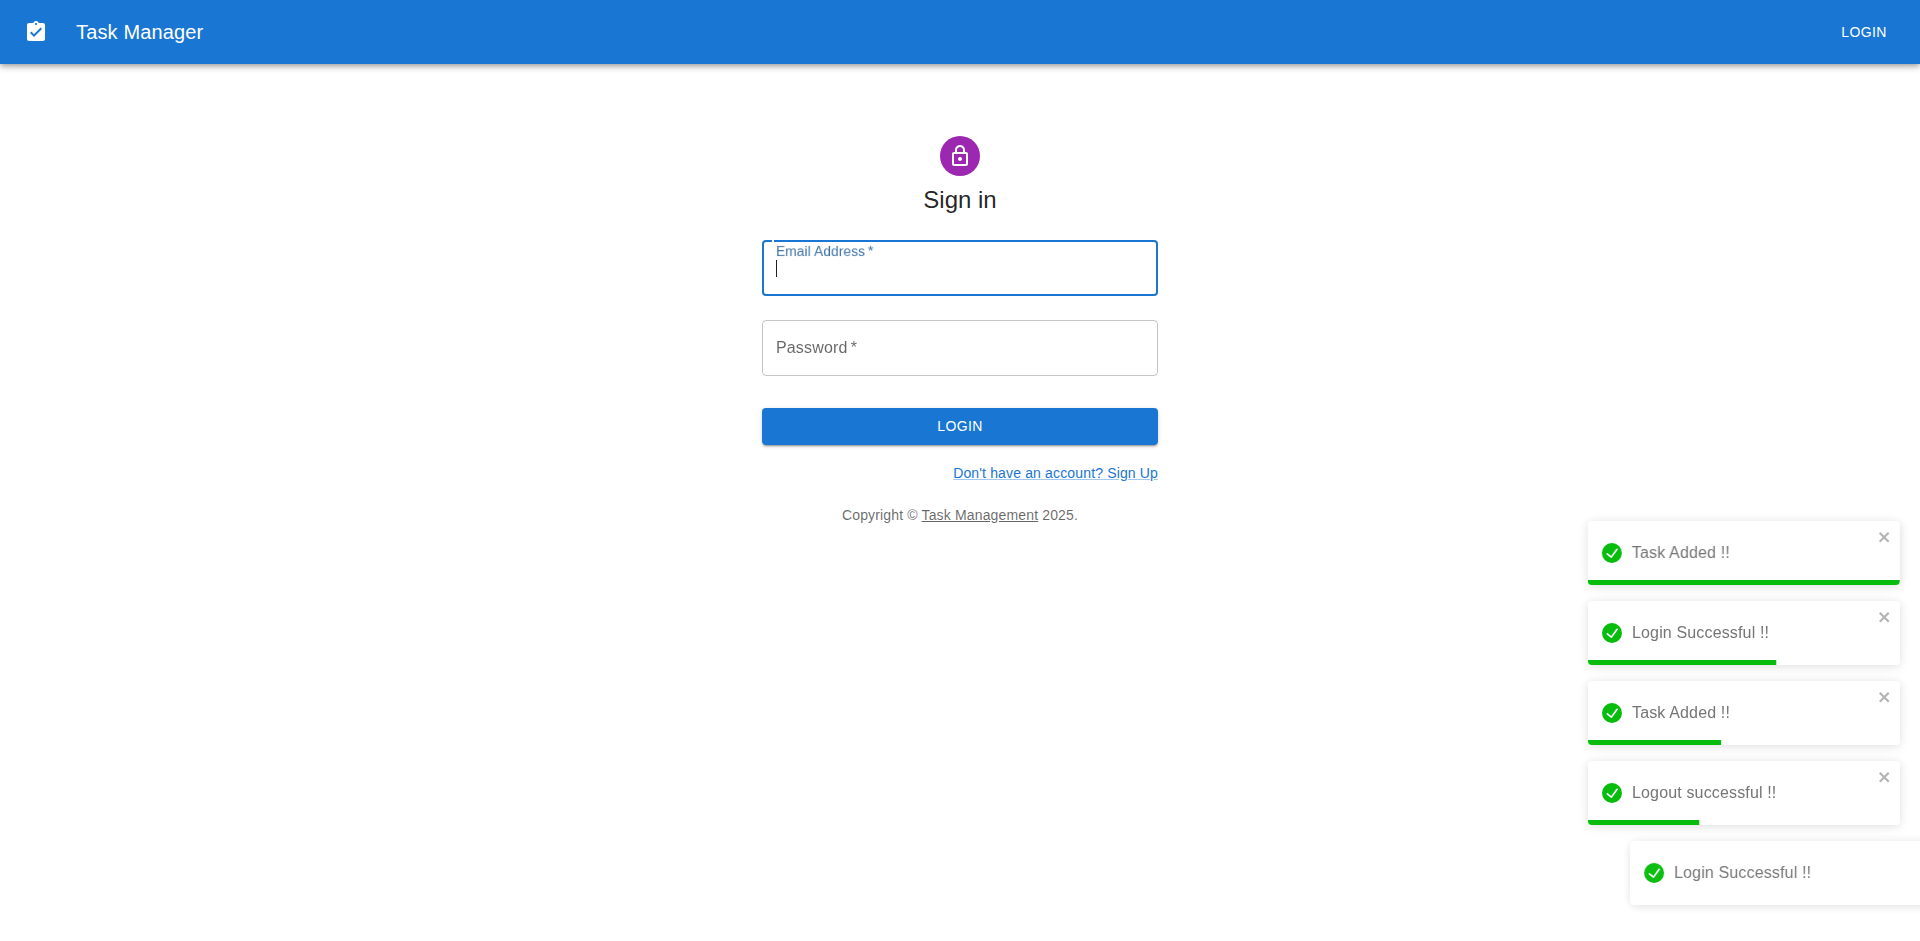 Task Manager
LOGIN
Sign in
Email Address *
Password *
LOGIN
Don't have an account? Sign Up
Copyright © Task Management 2025.
Task Added !!
Login Successful !!
Task Added !!
Logout successful !!
Login Successful !!